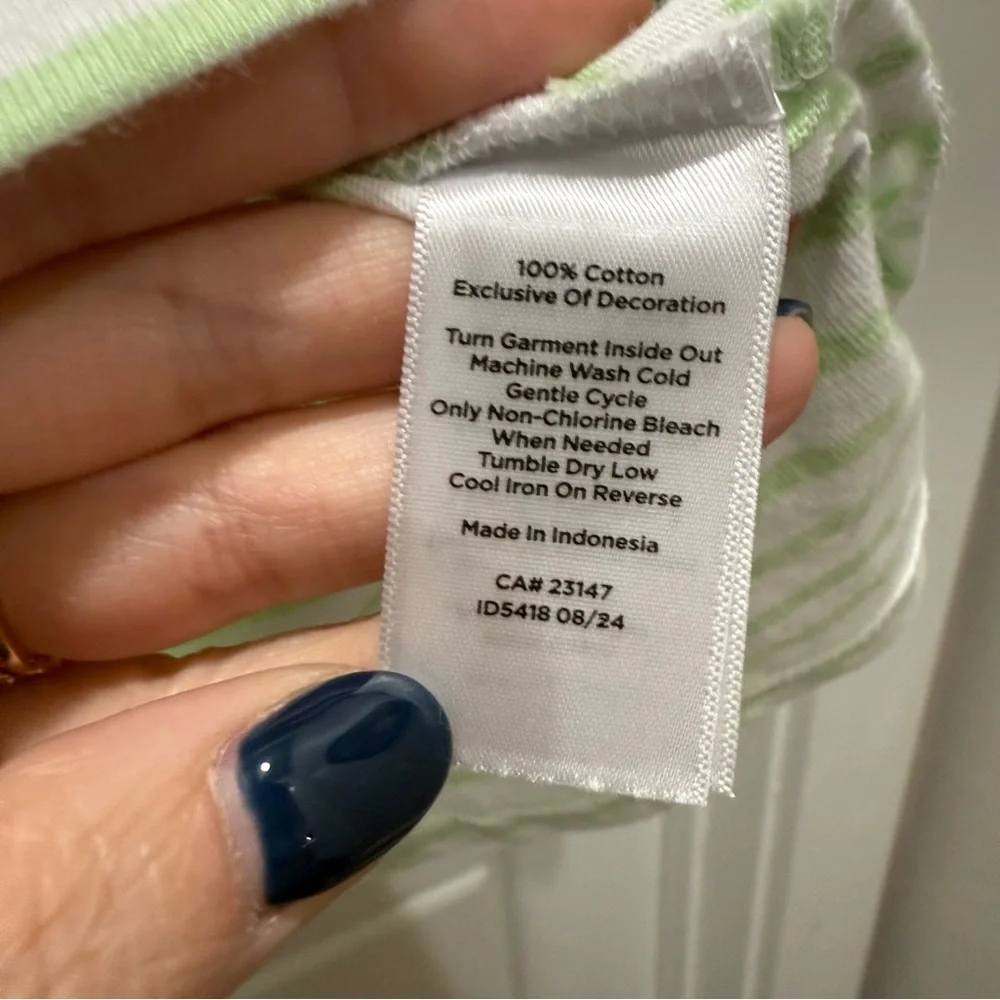 100% Cotton
Exclusive Of Decoration
Turn Garment Inside Out
Machine Wash Cold
Gentle Cycle
Only Non-Chlorine Bleach
When Needed
Tumble Dry Low
Cool Iron On Reverse
Made In Indonesia
CA# 23147
ID5418 08/24